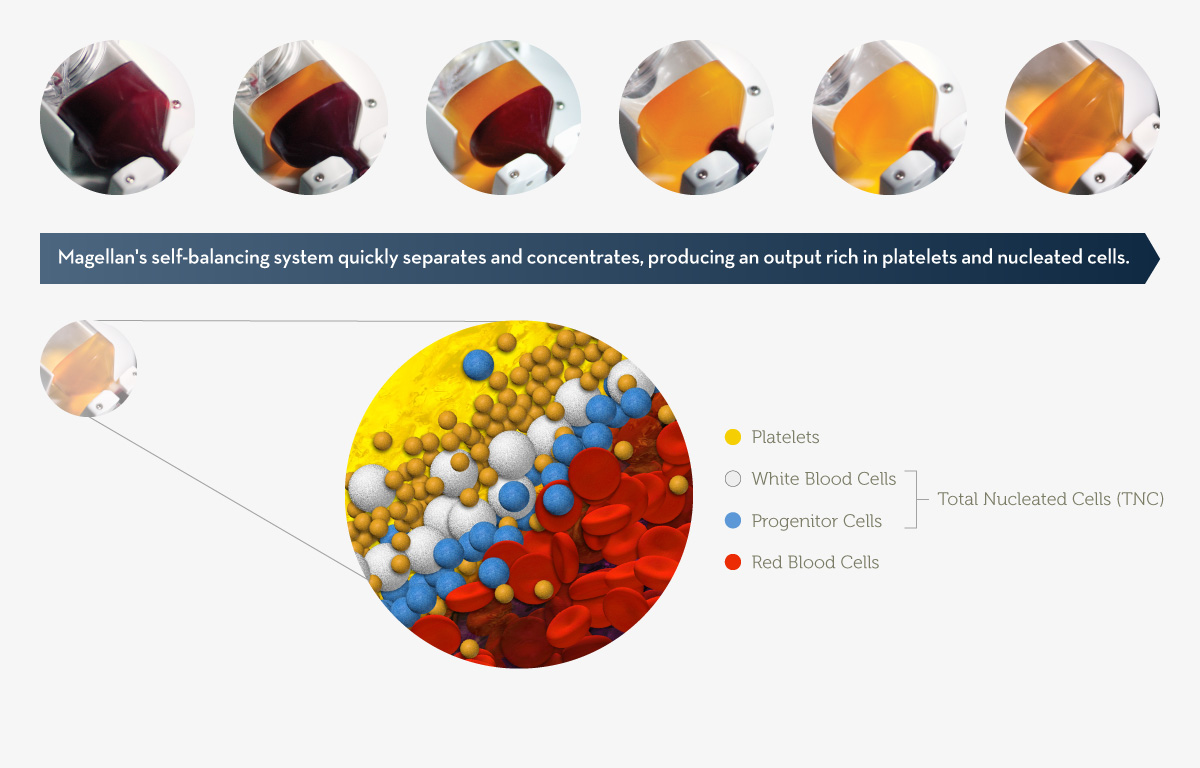 Magellan's self-balancing system quickly separates and concentrates, producing an output rich in platelets and nucleated cells.
Platelets
White Blood Cells
Total Nucleated Cells (TNC)
Progenitor Cells
Red Blood Cells